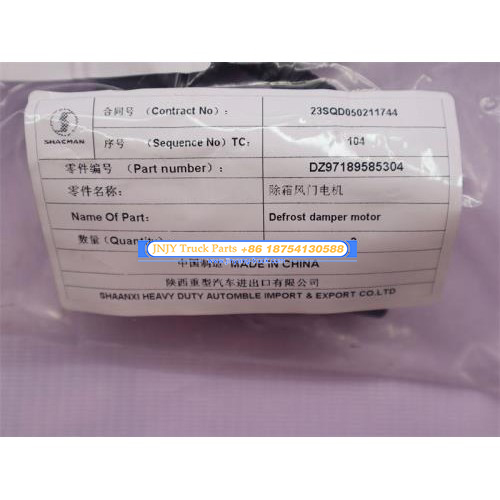 SHACMAN
合同号 (Contract No): 23SQD050211744
序号 (Sequence No) TC: 104
零件编号 (Part number): DZ97189585304
零件名称: 除霜风门电机
Name Of Part: Defrost damper motor
数量 (Quantity)
JNJY Truck Parts +86 18754130588
中国制造 MADE IN CHINA
陕西重型汽车进出口有限公司
SHAANXI HEAVY DUTY AUTOMBLE IMPORT & EXPORT CO.LTD